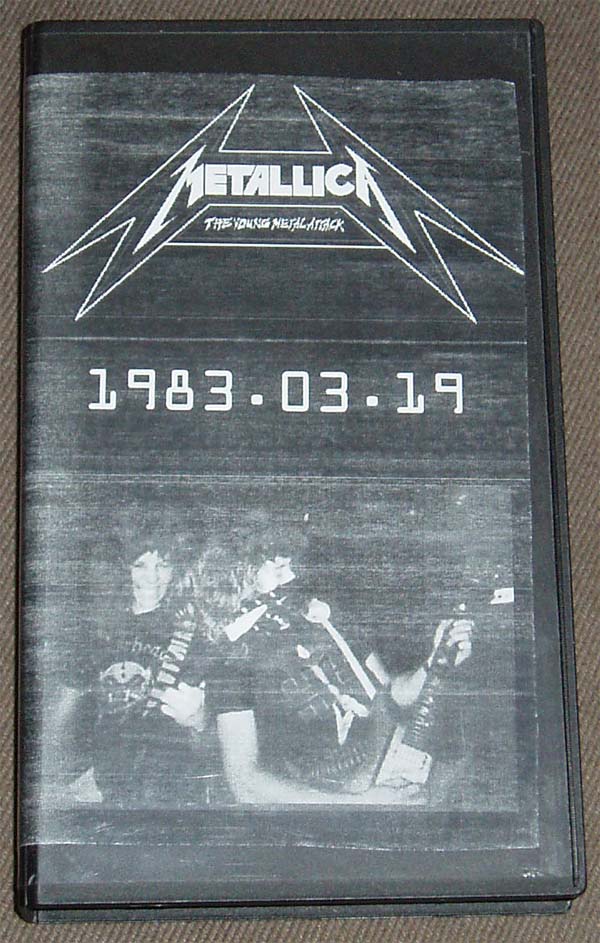 METALLICA
THE YOUNG METAL ATTACK
1983.03.19